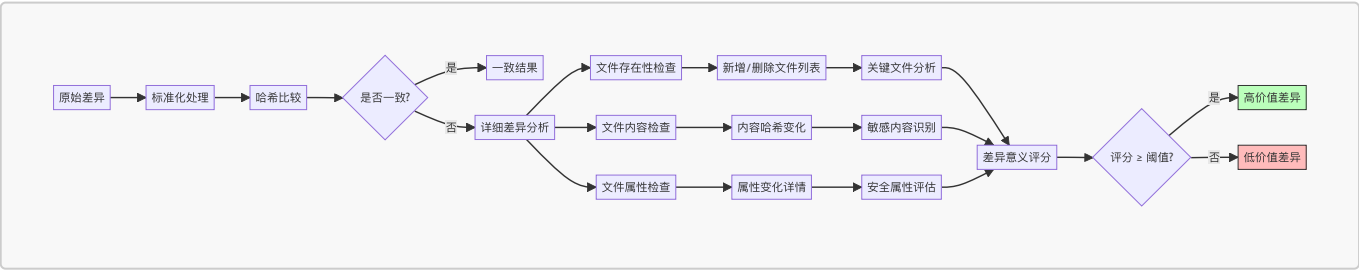 原始差异
标准化处理
哈希比较
是否一致?
是
一致结果
否
详细差异分析
文件存在性检查
新增/删除文件列表
关键文件分析
文件内容检查
内容哈希变化
敏感内容识别
文件属性检查
属性变化详情
安全属性评估
差异意义评分
评分 ≥ 阈值?
是
高价值差异
否
低价值差异